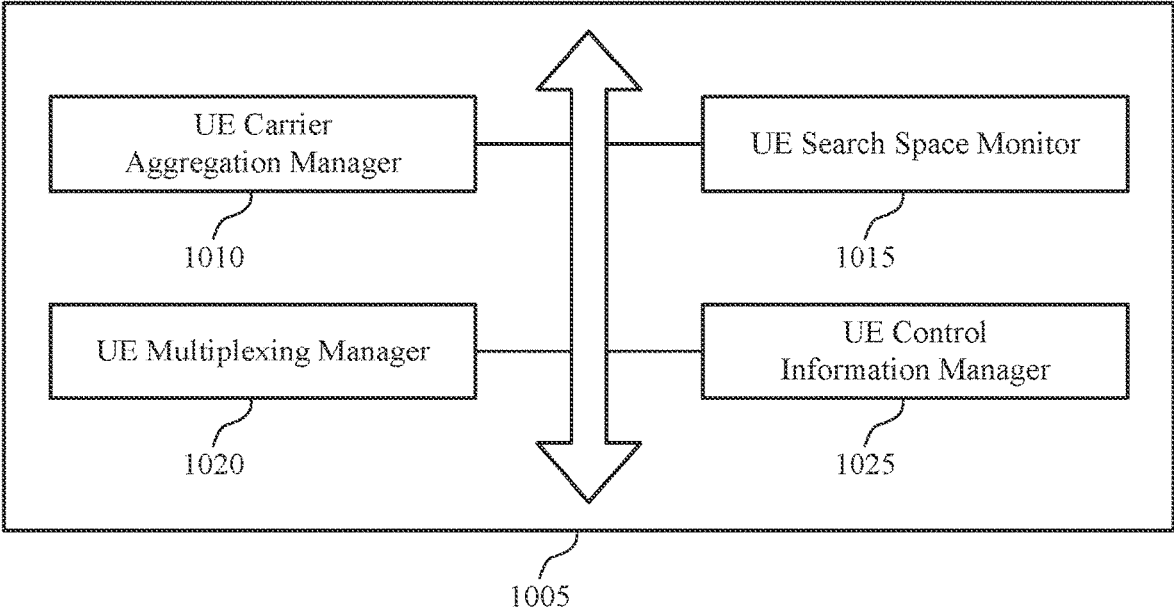 UE Carrier
Aggregation Manager
1010
UE Search Space Monitor
1015
UE Multiplexing Manager
1020
UE Control
Information Manager
1025
1005